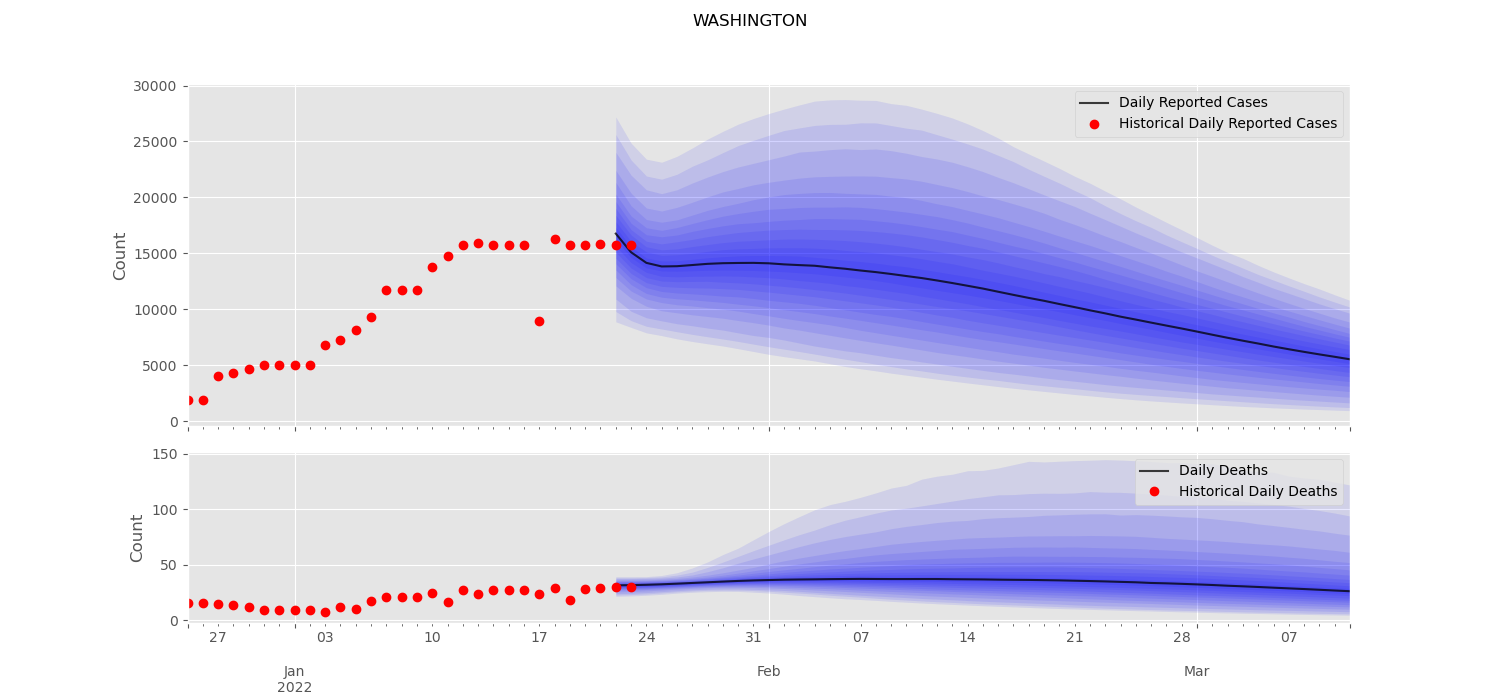 WASHINGTON
30000
25000
20000
15000
10000
5000
0
Count
Daily Reported Cases
Historical Daily Reported Cases
150
100
50
0
Count
Daily Deaths
Historical Daily Deaths
27 03 10 17 24 31 07 14 21 28 07
Jan Feb Mar
2022